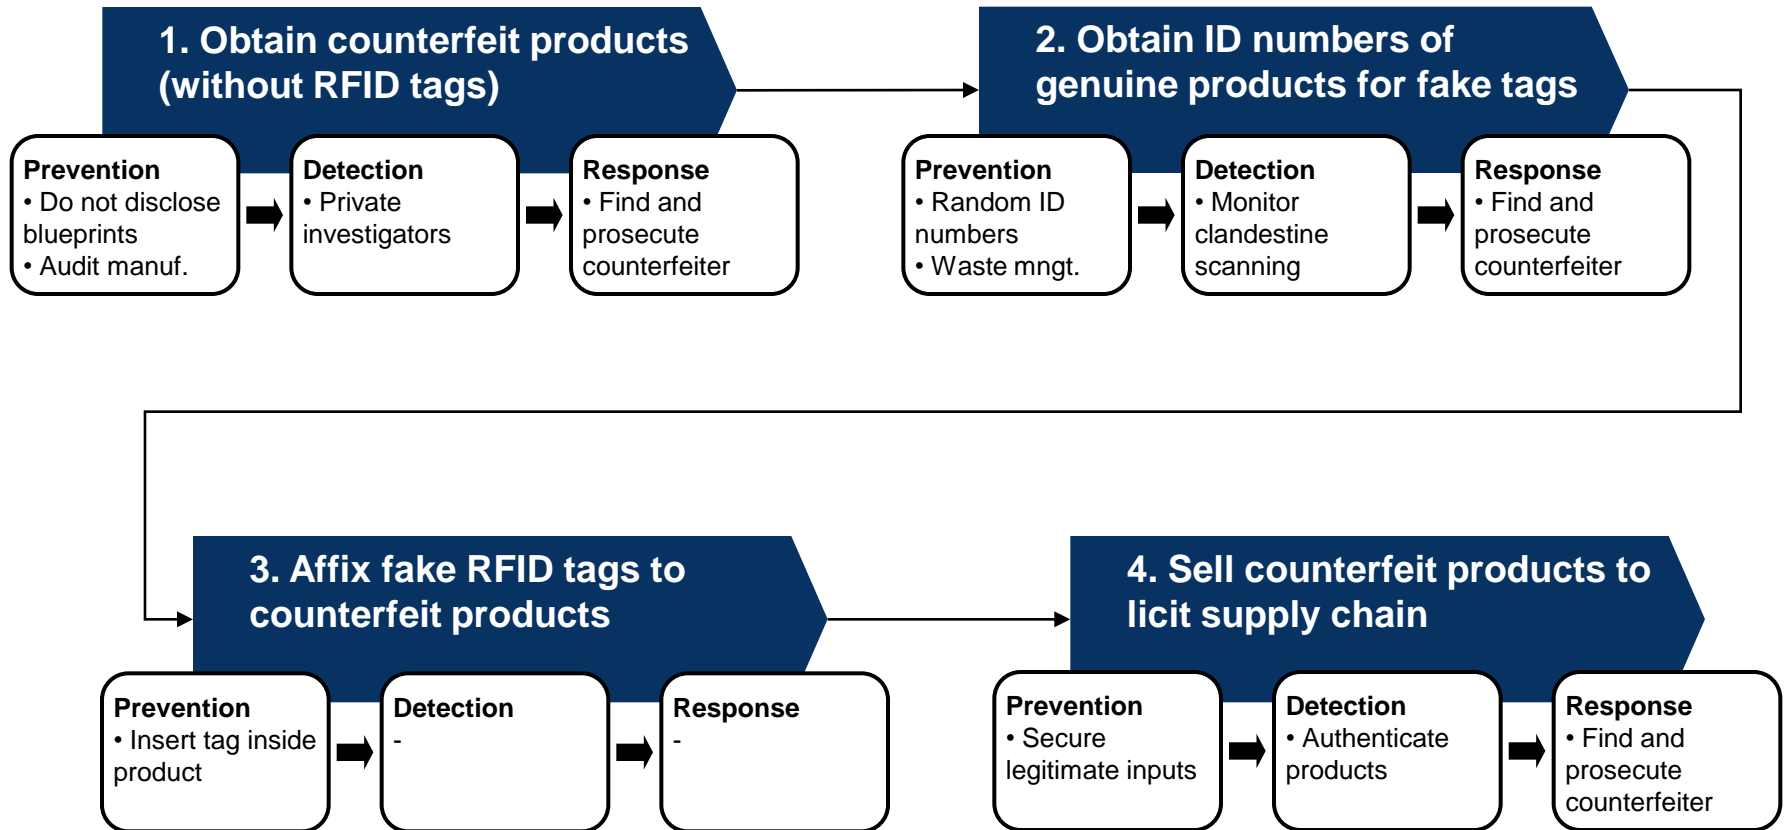 1. Obtain counterfeit products
(without RFID tags)
Prevention
• Do not disclose
blueprints
• Audit manuf.
Detection
• Private
investigators
Response
• Find and
prosecute
counterfeiter
2. Obtain ID numbers of
genuine products for fake tags
Prevention
• Random ID
numbers
• Waste mngt.
Detection
• Monitor
clandestine
scanning
Response
• Find and
prosecute
counterfeiter
3. Affix fake RFID tags to
counterfeit products
Prevention
• Insert tag inside
product
Detection
-
Response
-
4. Sell counterfeit products to
licit supply chain
Prevention
• Secure
legitimate inputs
Detection
• Authenticate
products
Response
• Find and
prosecute
counterfeiter